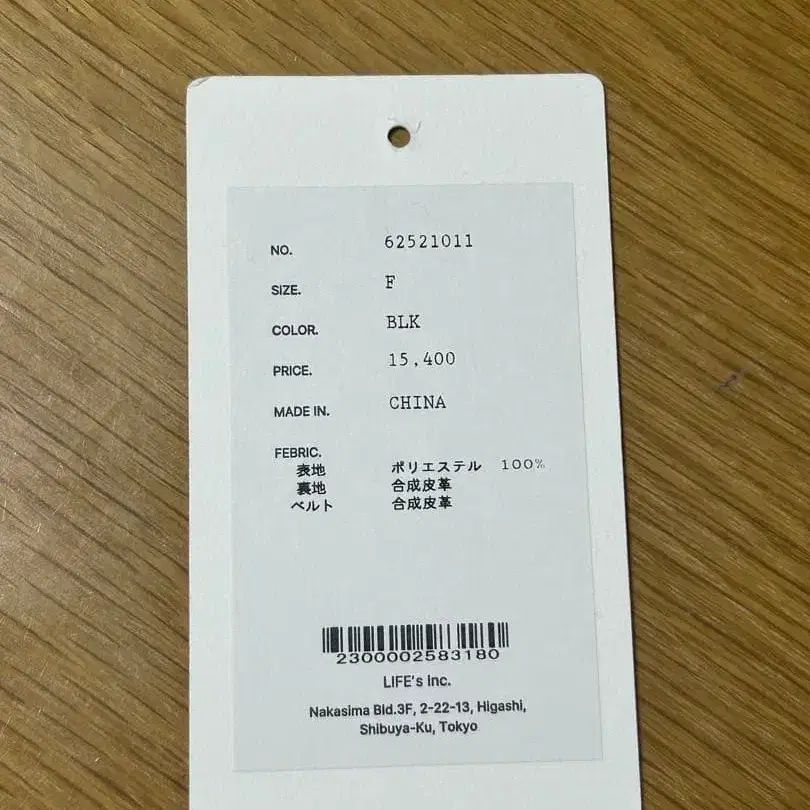 NO. 62521011
SIZE. F
COLOR. BLK
PRICE. 15,400
MADE IN. CHINA
FEBRIC.
表地 ポリエステル 100%
裏地 合成皮革
ベルト 合成皮革
2300002583180
LIFE's Inc.
Nakasima Bld.3F, 2-22-13, Higashi,
Shibuya-Ku, Tokyo